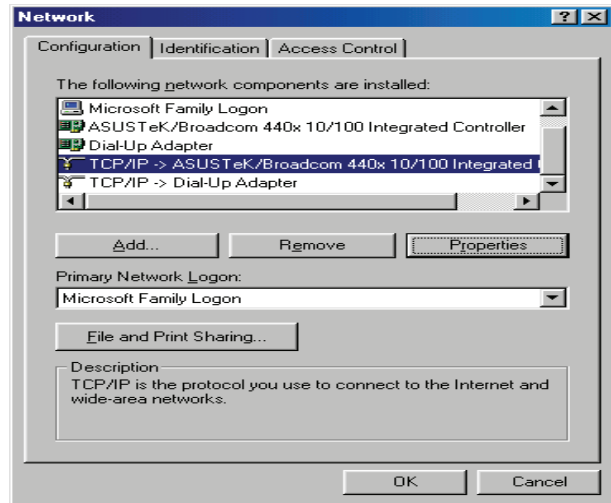 Network
Configuration Identification Access Control
The following network components are installed:
Microsoft Family Logon
ASUSTeK/Broadcom 440x 10/100 Integrated Controller
Dial-Up Adapter
TCP/IP -> ASUSTeK/Broadcom 440x 10/100 Integrated
TCP/IP -> Dial-Up Adapter
Add... Remove Properties
Primary Network Logon:
Microsoft Family Logon
File and Print Sharing...
Description
TCP/IP is the protocol you use to connect to the Internet and
wide-area networks.
OK Cancel